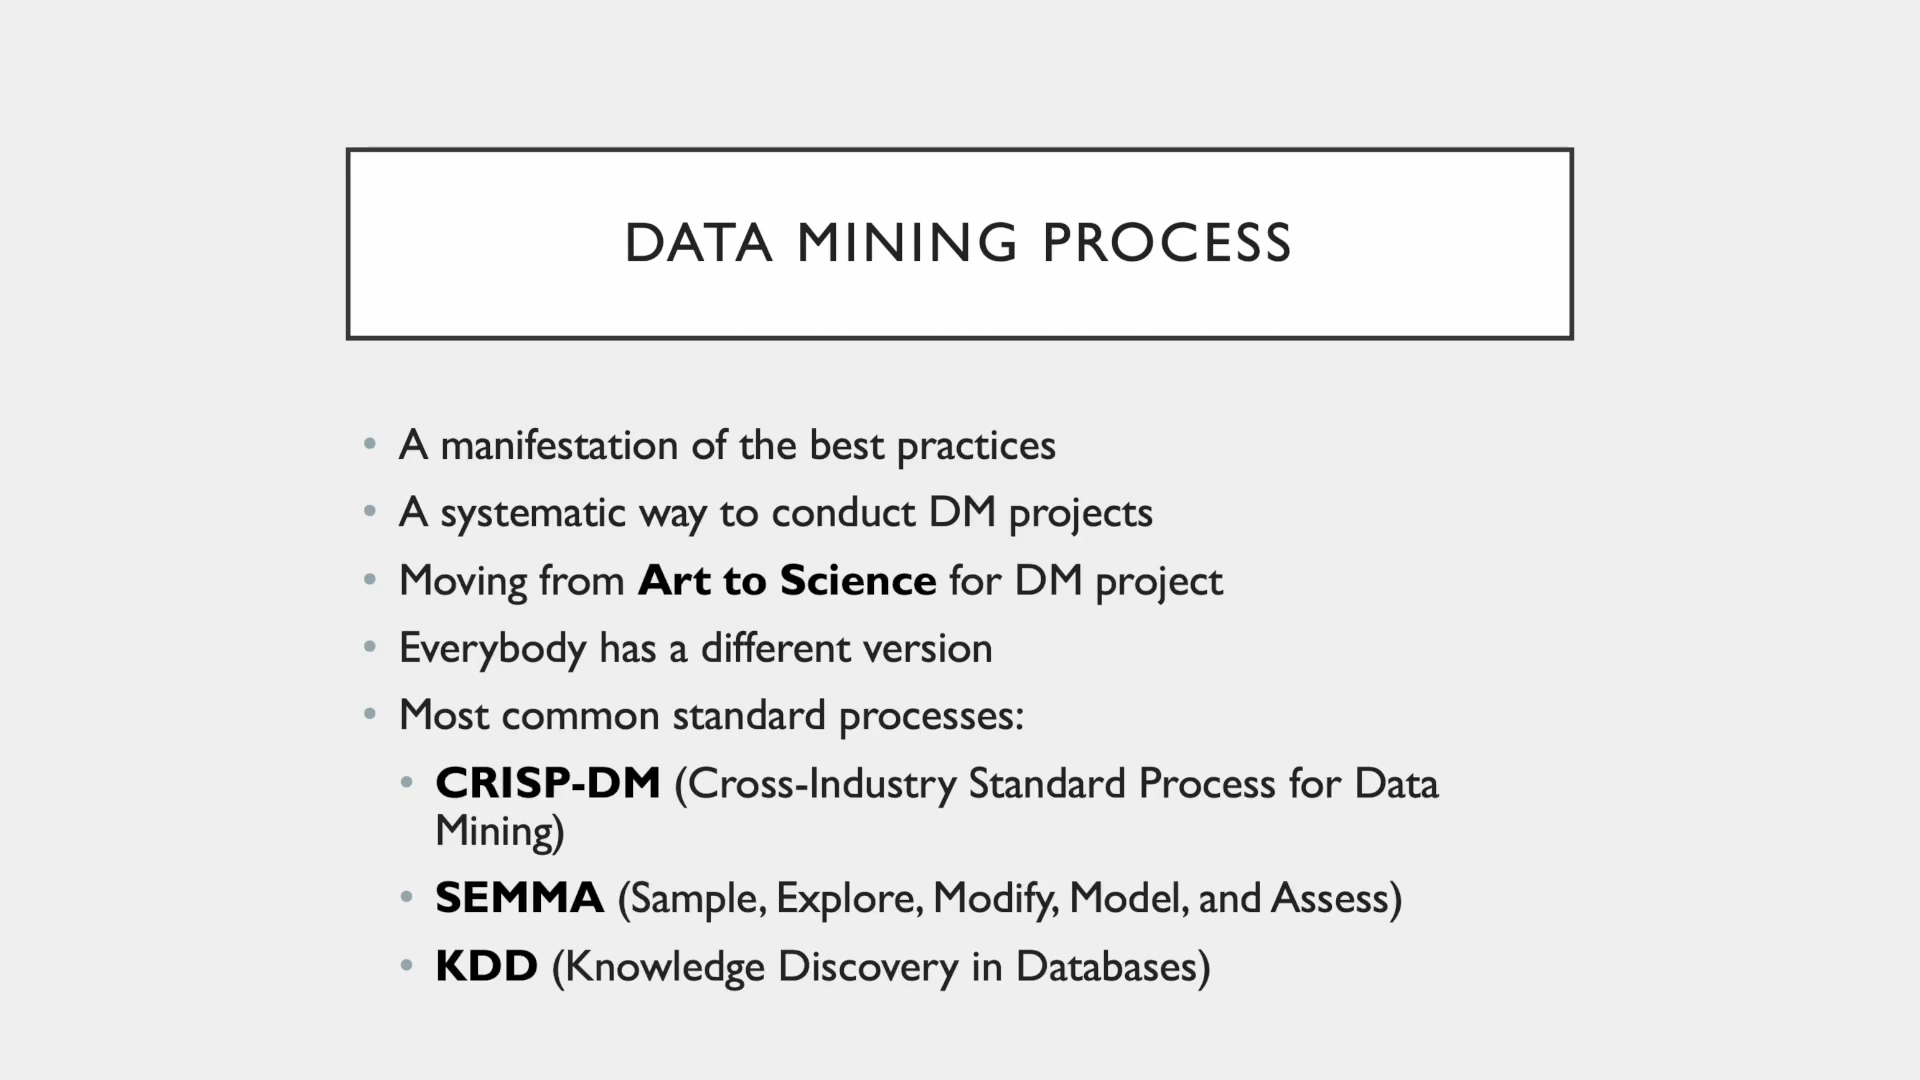 DATA MINING PROCESS
• A manifestation of the best practices
• A systematic way to conduct DM projects
• Moving from Art to Science for DM project
• Everybody has a different version
• Most common standard processes:
• CRISP-DM (Cross-Industry Standard Process for Data
Mining)
• SEMMA (Sample, Explore, Modify, Model, and Assess)
• KDD (Knowledge Discovery in Databases)